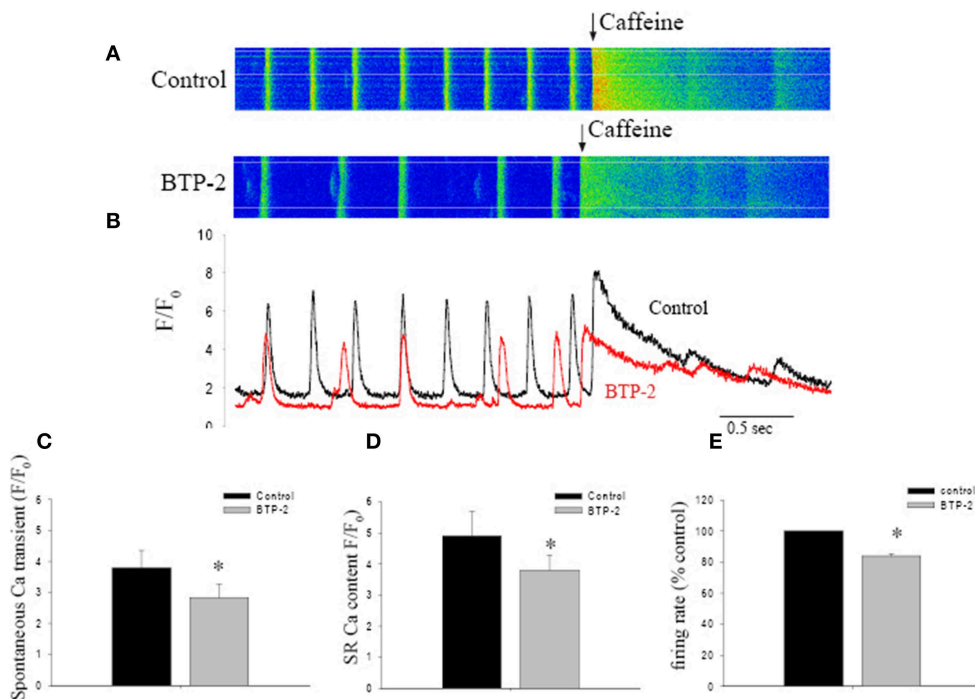 A
Caffeine
Control
Caffeine
BTP-2
B
10
8
6
4
2
0
F/F0
Control
BTP-2
0.5 sec
C
D
E
Control
BTP-2
6
5
4
3
2
1
0
Spontaneous Ca transient (F/F0)
*
Control
BTP-2
6
5
4
3
2
1
0
SR Ca content F/F0)
*
control
BTP-2
120
100
80
60
40
20
0
firing rate (% control)
*